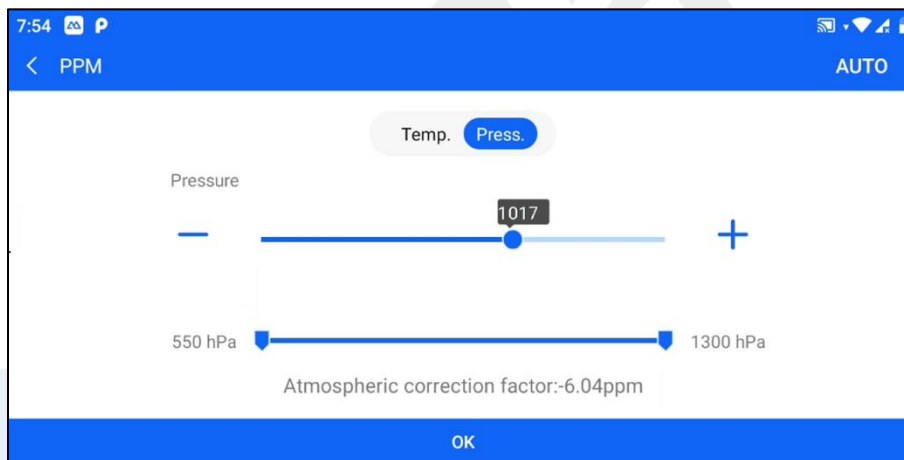 7:54
PPM AUTO
Temp. Press.
Pressure
1017
550 hPa 1300 hPa
Atmospheric correction factor:-6.04ppm
OK